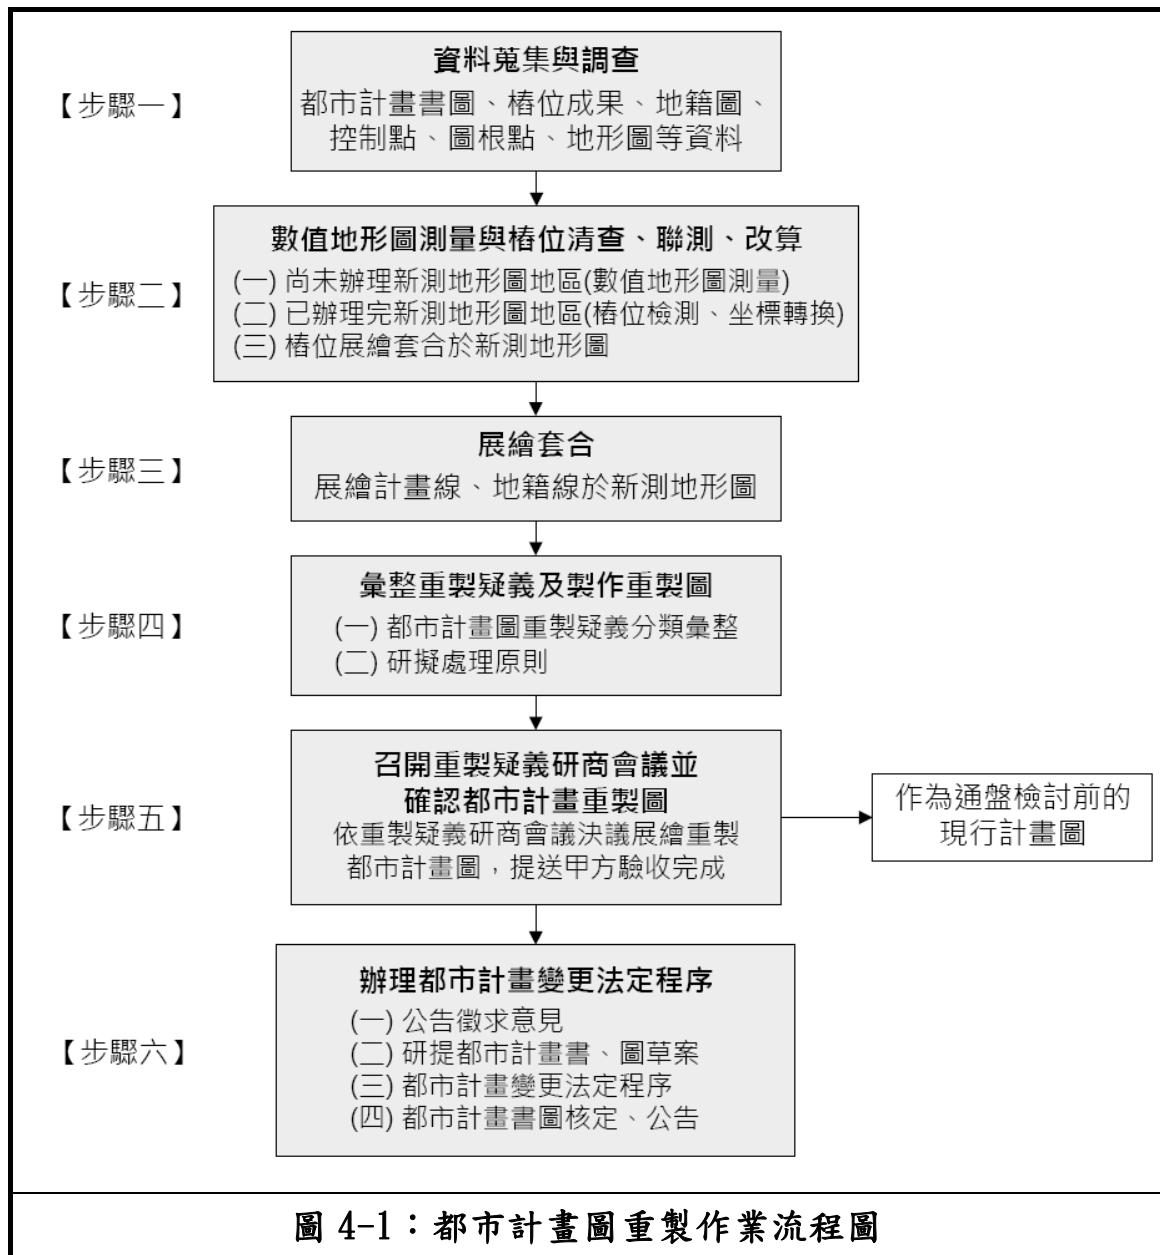 【步驟一】
資料蒐集與調查
都市計畫書圖、樁位成果、地籍圖、
控制點、圖根點、地形圖等資料
【步驟二】
數值地形圖測量與樁位清查、聯測、改算
(一) 尚未辦理新測地形圖地區(數值地形圖測量)
(二) 已辦理完新測地形圖地區(樁位檢測、坐標轉換)
(三) 樁位展繪套合於新測地形圖
【步驟三】
展繪套合
展繪計畫線、地籍線於新測地形圖
【步驟四】
彙整重製疑義及製作重製圖
(一) 都市計畫圖重製疑義分類彙整
(二) 研擬處理原則
【步驟五】
召開重製疑義研商會議並
確認都市計畫重製圖
依重製疑義研商會議決議展繪重製
都市計畫圖，提送甲方驗收完成
作為通盤檢討前的
現行計畫圖
【步驟六】
辦理都市計畫變更法定程序
(一) 公告徵求意見
(二) 研提都市計畫書、圖草案
(三) 都市計畫變更法定程序
(四) 都市計畫書圖核定、公告
圖 4-1：都市計畫圖重製作業流程圖